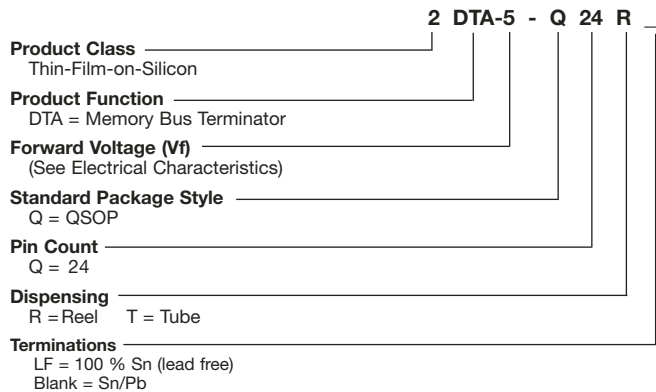 2 DTA-5 - Q 24 R _
Product Class
Thin-Film-on-Silicon
Product Function
DTA = Memory Bus Terminator
Forward Voltage (Vf)
(See Electrical Characteristics)
Standard Package Style
Q = QSOP
Pin Count
Q = 24
Dispensing
R = Reel T = Tube
Terminations
LF = 100 % Sn (lead free)
Blank = Sn/Pb